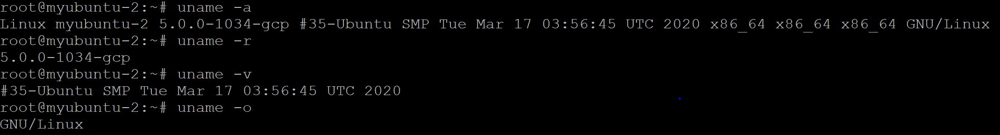 root@myubuntu-2:~# uname -a
Linux myubuntu-2 5.0.0-1034-gcp #35-Ubuntu SMP Tue Mar 17 03:56:45 UTC 2020 x86_64 x86_64 x86_64 GNU/Linux
root@myubuntu-2:~# uname -r
5.0.0-1034-gcp
root@myubuntu-2:~# uname -v
#35-Ubuntu SMP Tue Mar 17 03:56:45 UTC 2020
root@myubuntu-2:~# uname -o
GNU/Linux